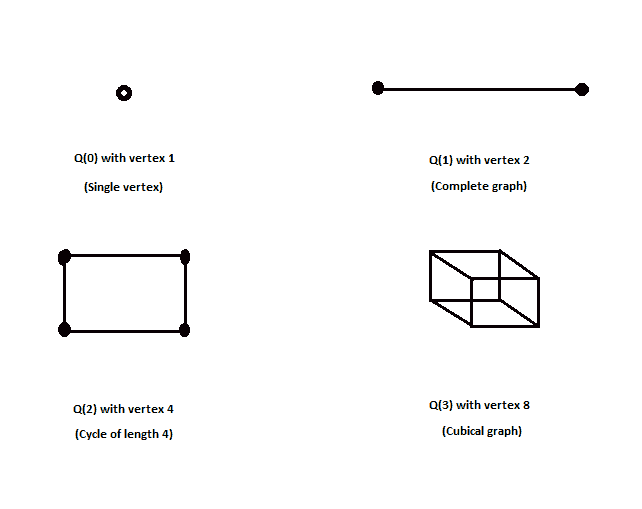 Q(0) with vertex 1
(Single vertex)
Q(1) with vertex 2
(Complete graph)
Q(2) with vertex 4
(Cycle of length 4)
Q(3) with vertex 8
(Cubical graph)